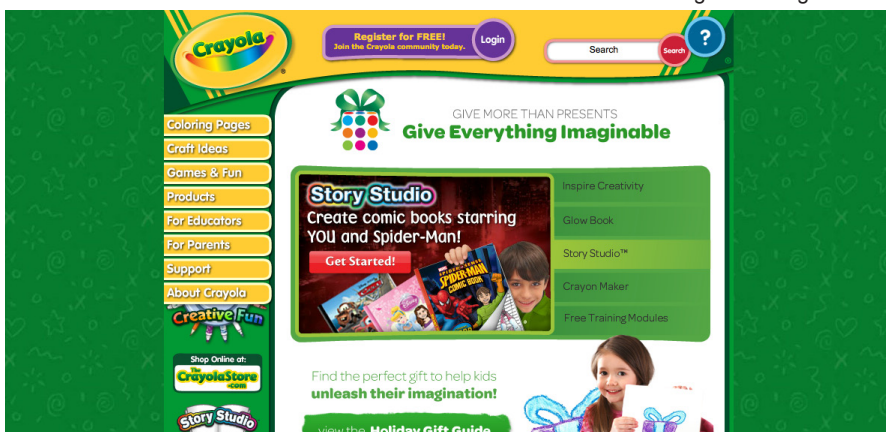 Crayola
Register for FREE!
Join the Crayola community today.
Login
Search
Search
?
GIVE MORE THAN PRESENTS
Give Everything Imaginable
Coloring Pages
Craft Ideas
Games & Fun
Products
For Educators
For Parents
Support
About Crayola
Creative Fun
Shop Online at:
The
CrayolaStore
.com
Story Studio
Story Studio
Create comic books starring
YOU and Spider-Man!
Get Started!
SPIDER-MAN
COMIC BOOK
Inspire Creativity
Glow Book
Story Studio™
Crayon Maker
Free Training Modules
Find the perfect gift to help kids
unleash their imagination!
view the Holiday Gift Guide